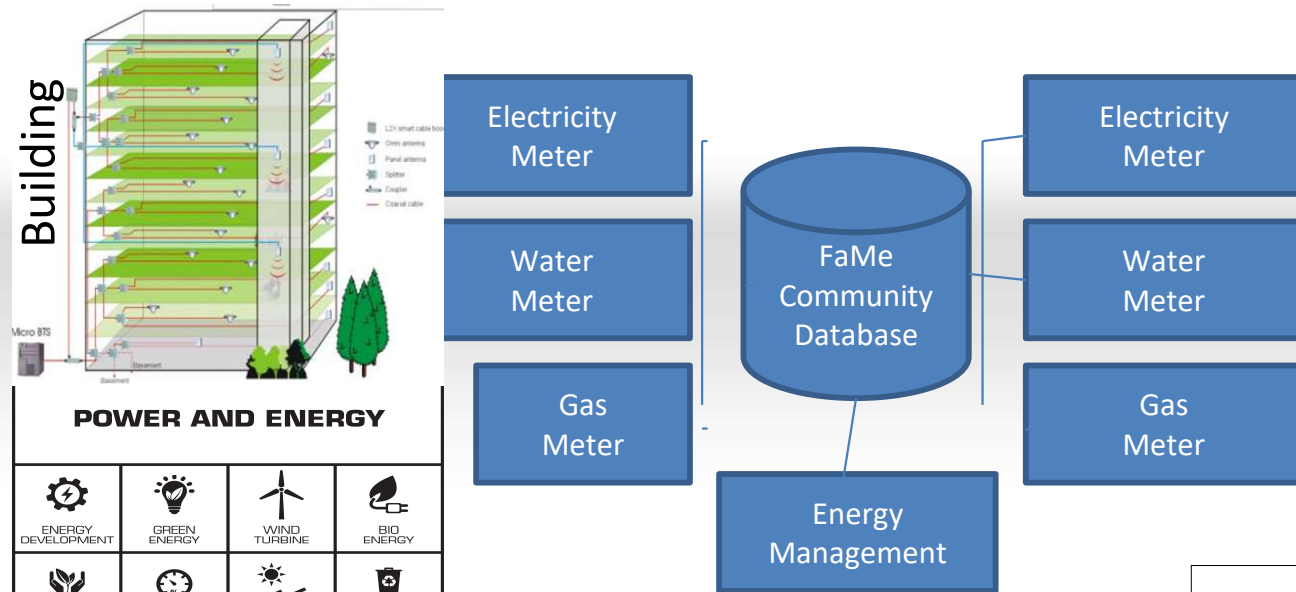 Building
L2X smart cable boo
Omni antenna
Panel antenna
Splitter
Coupler
Coaxial cable
Micro BTS
Basement
Basement
POWER AND ENERGY
ENERGY
DEVELOPMENT
GREEN
ENERGY
WIND
TURBINE
BIO
ENERGY
Electricity
Meter
Water
Meter
Gas
Meter
FaMe
Community
Database
Energy
Management
Electricity
Meter
Water
Meter
Gas
Meter